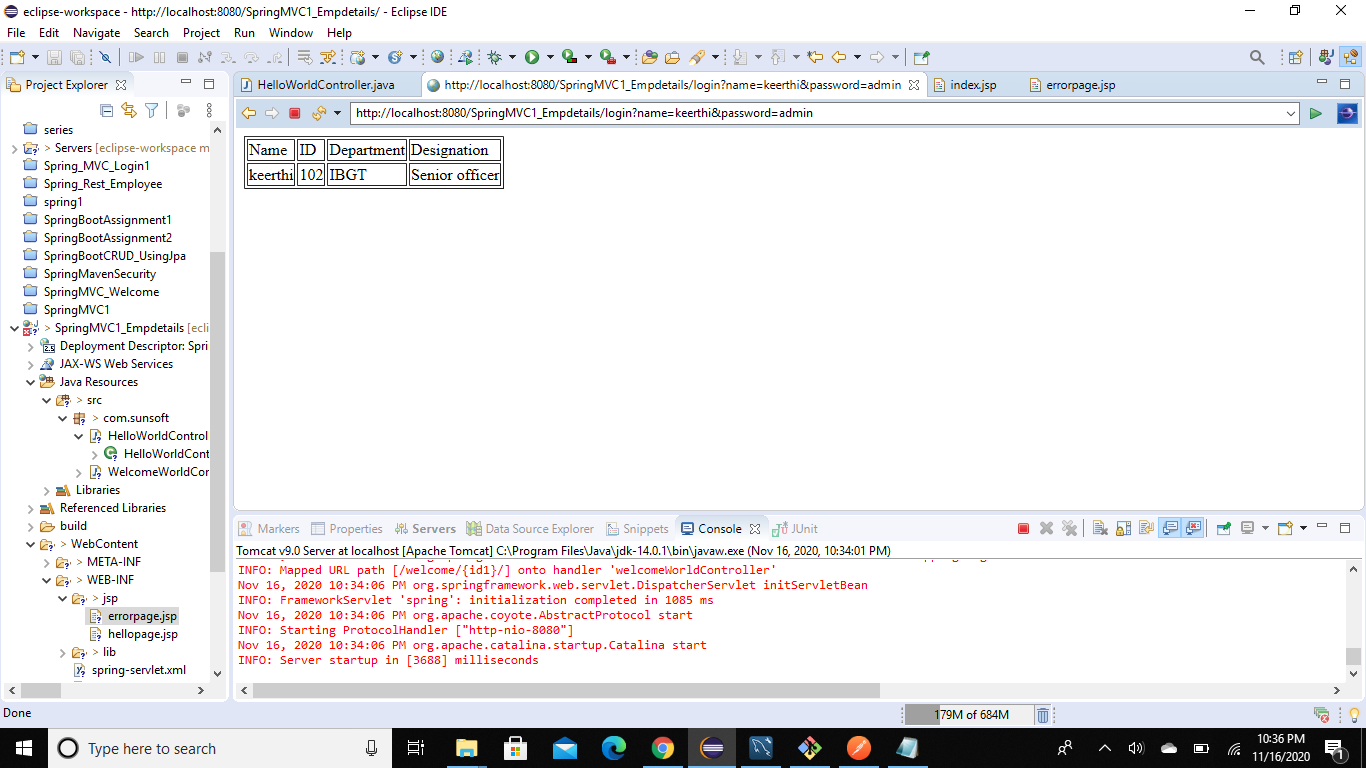 eclipse-workspace - http://localhost:8080/SpringMVC1_Empdetails/ - Eclipse IDE
File Edit Navigate Search Project Run Window Help
Project Explorer
HelloWorldController.java http://localhost:8080/SpringMVC1_Empdetails/login?name=keerthi&password=admin index.jsp errorpage.jsp
http://localhost:8080/SpringMVC1_Empdetails/login?name=keerthi&password=admin
Name ID Department Designation
keerthi 102 IBGT Senior officer
series
> Servers [eclipse-workspace m
Spring_MVC_Login1
Spring_Rest_Employee
spring1
SpringBootAssignment1
SpringBootAssignment2
SpringBootCRUD_UsingJpa
SpringMavenSecurity
SpringMVC_Welcome
SpringMVC1
> SpringMVC1_Empdetails [ecli
Deployment Descriptor: Spri
JAX-WS Web Services
Java Resources
> src
> com.sunsoft
> HelloWorldControl
> HelloWorldCont
WelcomeWorldCor
Libraries
Referenced Libraries
build
> WebContent
> META-INF
> WEB-INF
> jsp
errorpage.jsp
hellopage.jsp
> lib
spring-servlet.xml
Markers Properties Servers Data Source Explorer Snippets Console JUnit
Tomcat v9.0 Server at localhost [Apache Tomcat] C:\Program Files\Java\jdk-14.0.1\bin\javaw.exe (Nov 16, 2020, 10:34:01 PM)
INFO: Mapped URL path [/welcome/{id1}/] onto handler 'welcomeWorldController'
Nov 16, 2020 10:34:06 PM org.springframework.web.servlet.DispatcherServlet initServletBean
INFO: FrameworkServlet 'spring': initialization completed in 1085 ms
Nov 16, 2020 10:34:06 PM org.apache.coyote.AbstractProtocol start
INFO: Starting ProtocolHandler ["http-nio-8080"]
Nov 16, 2020 10:34:06 PM org.apache.catalina.startup.Catalina start
INFO: Server startup in [3688] milliseconds
Done
179M of 684M
Type here to search
10:36 PM
11/16/2020
1